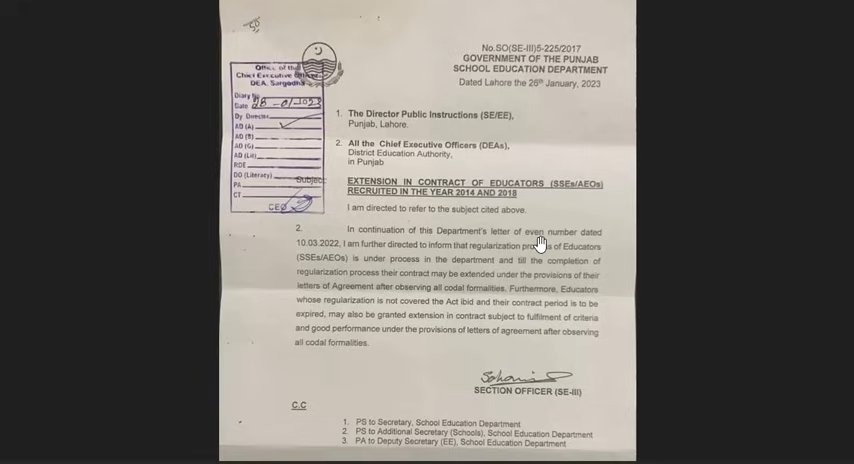 No.SO(SE-III)5-225/2017
GOVERNMENT OF THE PUNJAB
SCHOOL EDUCATION DEPARTMENT
Dated Lahore the 26th January, 2023
Office of the
Chief Executive Officer
DEA, Sargodha
Diary No
Date 28-01-2023
Dy Director
AD (A)
AD (B)
AD (G)
AD (Lit)
RDE
DO (Literacy)
PA
CT
CEO
1. The Director Public Instructions (SE/EE),
Punjab, Lahore.
2. All the Chief Executive Officers (DEAs),
District Education Authority,
in Punjab
Subject: EXTENSION IN CONTRACT OF EDUCATORS (SSEs/AEOs)
RECRUITED IN THE YEAR 2014 AND 2018
I am directed to refer to the subject cited above.
2. In continuation of this Department's letter of even number dated
10.03.2022, I am further directed to inform that regularization of Educators
(SSEs/AEOs) is under process in the department and till the completion of
regularization process their contract may be extended under the provisions of their
letters of Agreement after observing all codal formalities. Furthermore, Educators
whose regularization is not covered the Act ibid and their contract period is to be
expired, may also be granted extension in contract subject to fulfilment of criteria
and good performance under the provisions of letters of agreement after observing
all codal formalities.
SECTION OFFICER (SE-III)
C.C
1. PS to Secretary, School Education Department
2. PS to Additional Secretary (Schools), School Education Department
3. PA to Deputy Secretary (EE), School Education Department